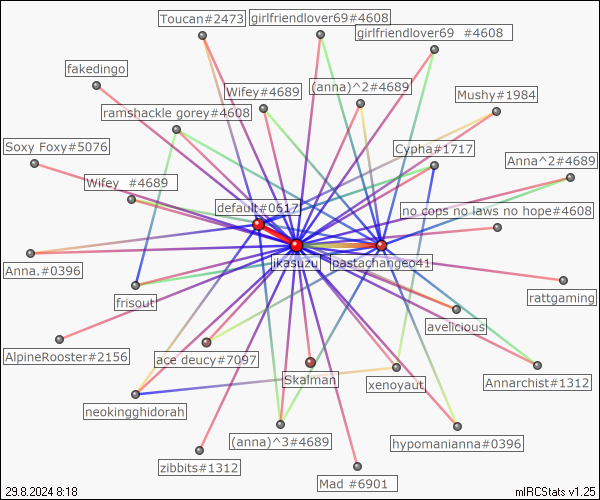 Toucan#2473
girlfriendlover69#4608
girlfriendlover69 #4608
fakedingo
Wifey#4689
(anna)^2#4689
Mushy#1984
ramshackle gorey#4608
Soxy Foxy#5076
Cypha#1717
Anna^2#4689
Wifey #4689
default#0617
no cops no laws no hope#4608
ikasuzu
pastachangeo41
Anna.#0396
frisout
rattgaming
avelicious
AlpineRooster#2156
ace deucy#7097
Skalman
xenoyaut
Annarchist#1312
neokingghidorah
(anna)^3#4689
hypomanianna#0396
zibbits#1312
Mad #6901
29.8.2024 8:18
mIRCStats v1.25